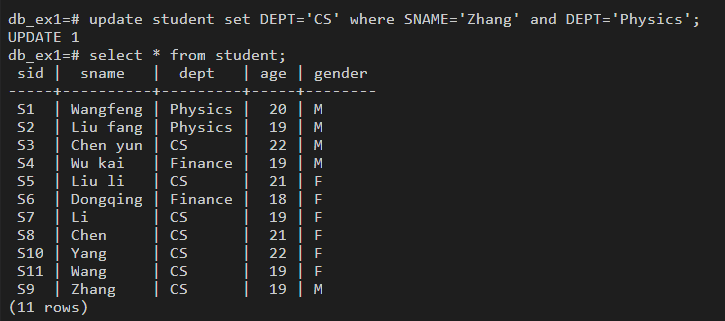 db_ex1=# update student set DEPT='CS' where SNAME='Zhang' and DEPT='Physics';
UPDATE 1
db_ex1=# select * from student;
 sid |  sname   |  dept   | age | gender
-----+----------+---------+-----+--------
 S1  | Wangfeng | Physics |  20 | M
 S2  | Liu fang | Physics |  19 | M
 S3  | Chen yun | CS      |  22 | M
 S4  | Wu kai   | Finance |  19 | M
 S5  | Liu li   | CS      |  21 | F
 S6  | Dongqing | Finance |  18 | F
 S7  | Li       | CS      |  19 | F
 S8  | Chen     | CS      |  21 | F
 S10 | Yang     | CS      |  22 | F
 S11 | Wang     | CS      |  19 | F
 S9  | Zhang    | CS      |  19 | M
(11 rows)